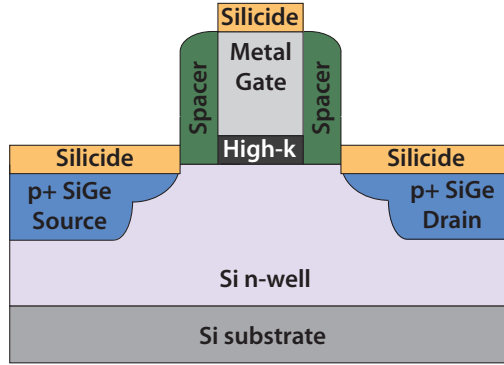 Silicide
Metal
Gate
Spacer
Spacer
High-k
Silicide
Silicide
p+ SiGe
Source
p+ SiGe
Drain
Si n-well
Si substrate